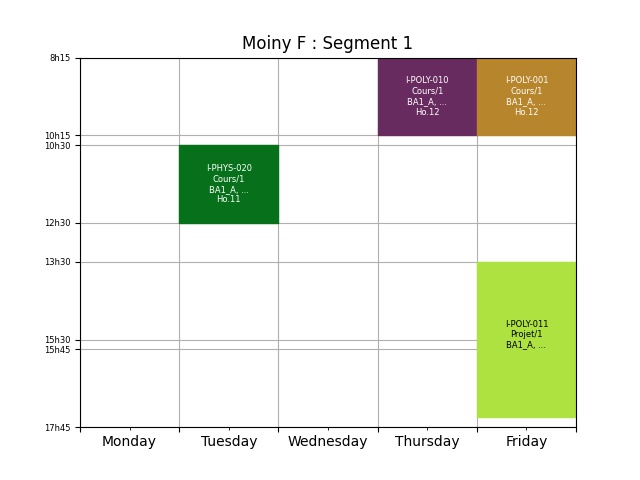 Moiny F : Segment 1
8h15
10h15
10h30
12h30
13h30
15h30
15h45
17h45
I-POLY-010
Cours/1
BA1_A, ...
Ho.12
I-POLY-001
Cours/1
BA1_A, ...
Ho.12
I-PHYS-020
Cours/1
BA1_A, ...
Ho.11
I-POLY-011
Projet/1
BA1_A, ...
Monday
Tuesday
Wednesday
Thursday
Friday